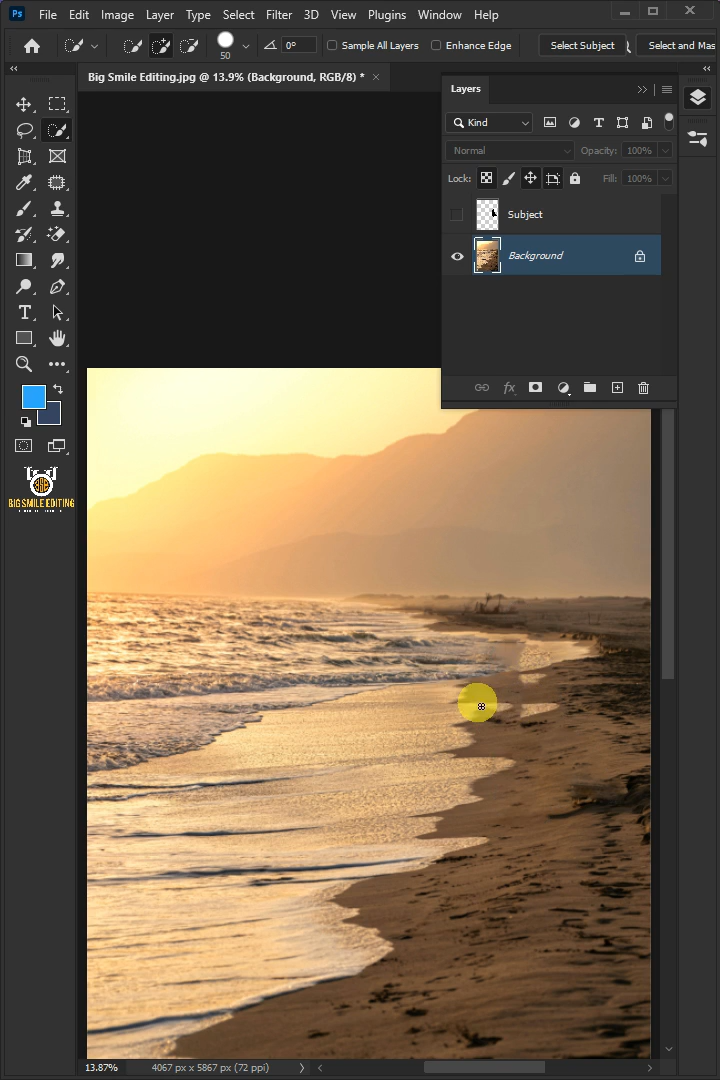 Ps File Edit Image Layer Type Select Filter 3D View Plugins Window Help
50 0° Sample All Layers Enhance Edge Select Subject Select and Mas
Big Smile Editing.jpg @ 13.9% (Background, RGB/8) * ×
Layers
Kind
Normal Opacity: 100%
Lock: Fill: 100%
Subject
Background
fx
BIG SMILE EDITING
13.87% 4067 px x 5867 px (72 ppi)